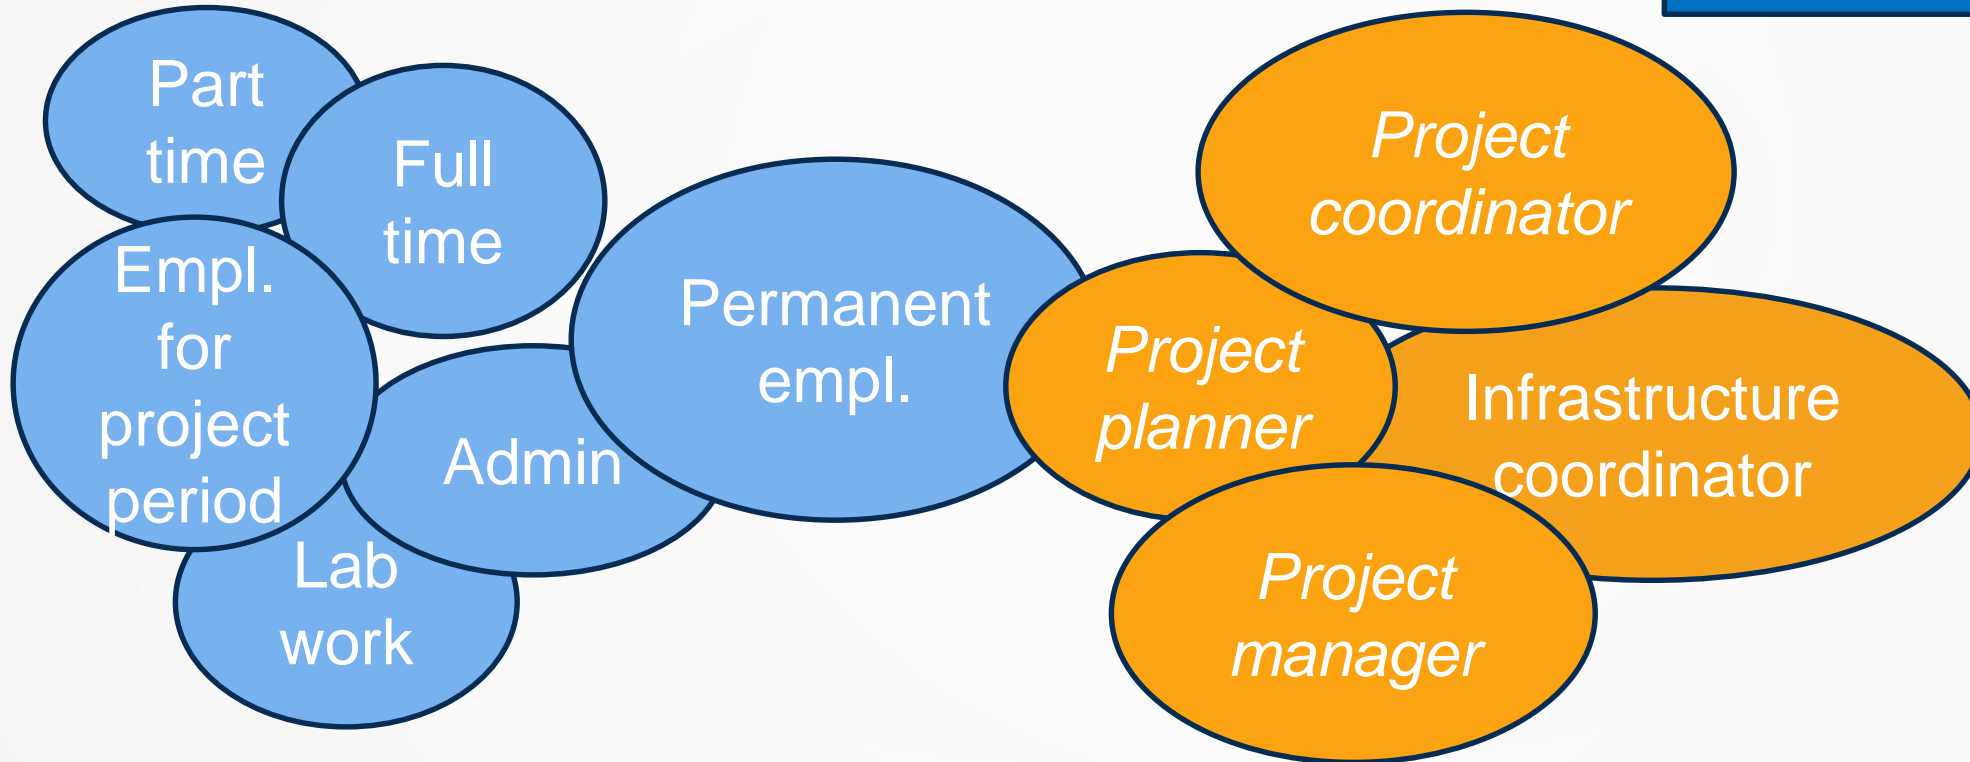 Part
time
Full
time
Empl.
for
project
period
Admin
Lab
work
Permanent
empl.
Project
coordinator
Project
planner
Infrastructure
coordinator
Project
manager